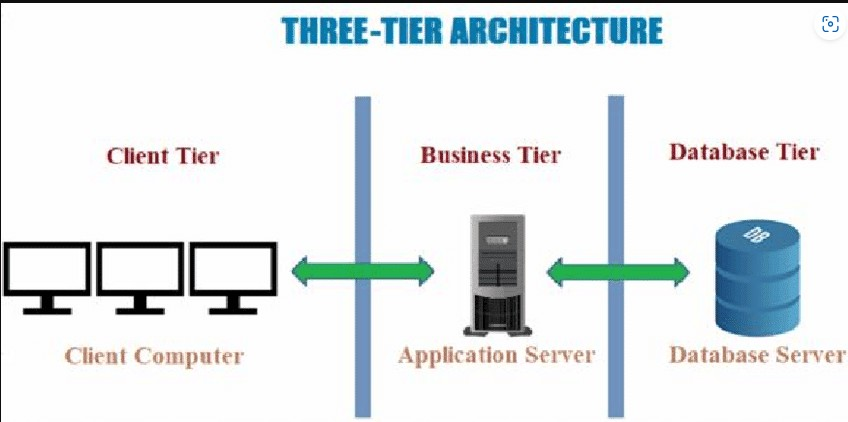 THREE-TIER ARCHITECTURE
Client Tier
Business Tier
Database Tier
DB
Client Computer
Application Server
Database Server